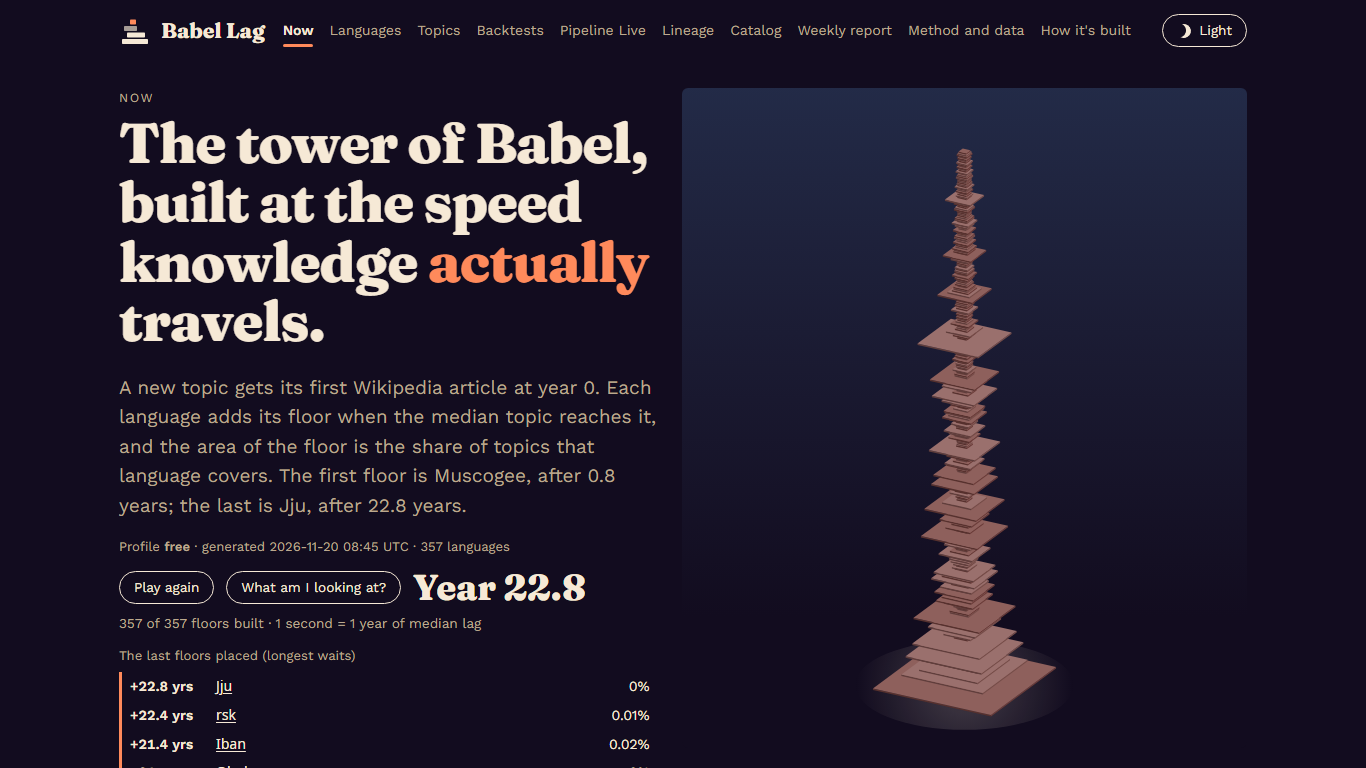 Babel Lag
Now Languages Topics Backtests Pipeline Live Lineage Catalog Weekly report Method and data How it's built Light
NOW
The tower of Babel,
built at the speed
knowledge actually
travels.
A new topic gets its first Wikipedia article at year 0. Each
language adds its floor when the median topic reaches it,
and the area of the floor is the share of topics that
language covers. The first floor is Muscogee, after 0.8
years; the last is Jju, after 22.8 years.
Profile free · generated 2026-11-20 08:45 UTC · 357 languages
Play again What am I looking at? Year 22.8
357 of 357 floors built · 1 second = 1 year of median lag
The last floors placed (longest waits)
+22.8 yrs Jju 0%
+22.4 yrs rsk 0.01%
+21.4 yrs Iban 0.02%